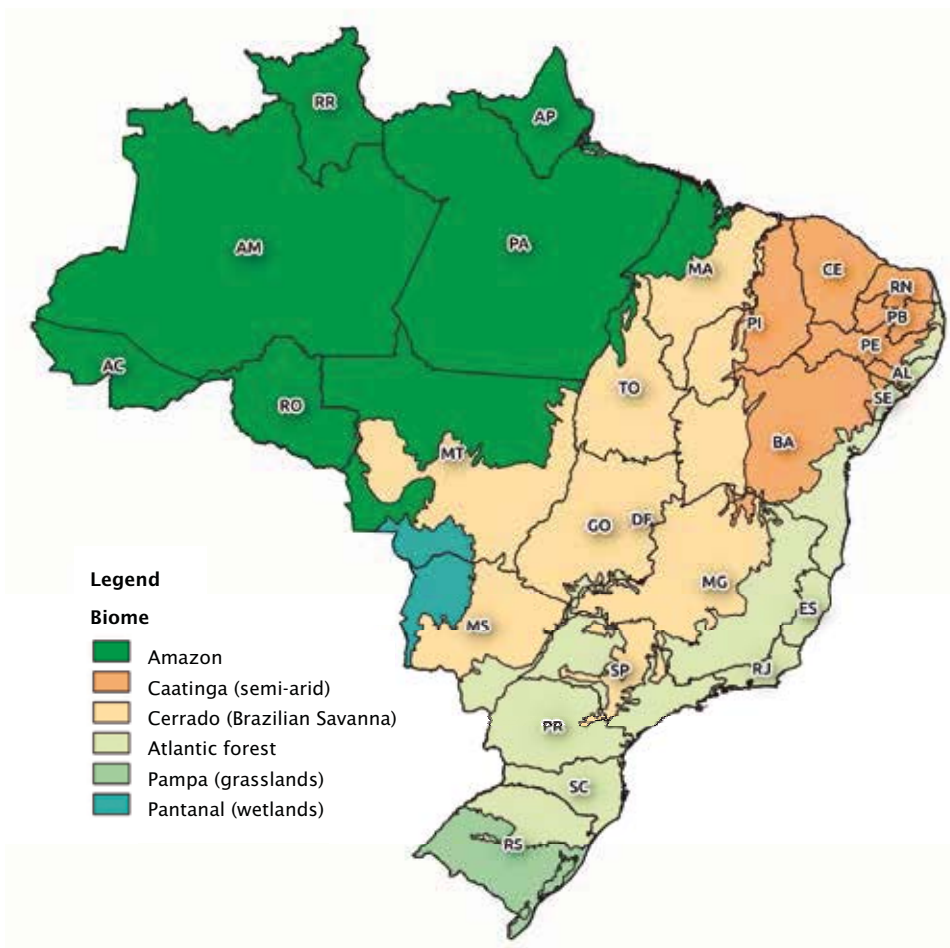 RR
AP
AM
PA
MA
CE
RN
PB
PI
PE
AC
AL
TO
SE
RO
BA
MT
GO DF
MG
ES
MS
SP
RJ
PR
SC
RS
Legend
Biome
Amazon
Caatinga (semi-arid)
Cerrado (Brazilian Savanna)
Atlantic forest
Pampa (grasslands)
Pantanal (wetlands)